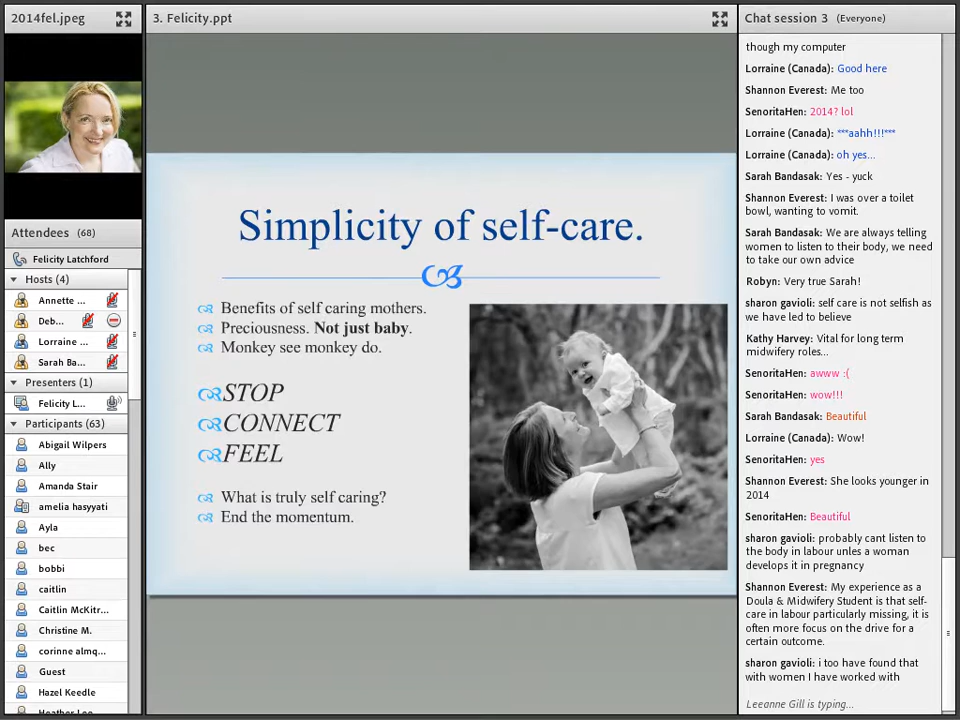 2014fel.jpeg
Attendees (68)
Felicity Latchford
Hosts (4)
Annette ...
Deb...
Lorraine ...
Sarah Ba...
Presenters (1)
Felicity L...
Participants (63)
Abigail Wilpers
Ally
Amanda Stair
amelia hasyyati
Ayla
bec
bobbi
caitlin
Caitlin McKitr...
Christine M.
corinne almq...
Guest
Hazel Keedle
3. Felicity.ppt
Simplicity of self-care.
Benefits of self caring mothers.
Preciousness. Not just baby.
Monkey see monkey do.
STOP
CONNECT
FEEL
What is truly self caring?
End the momentum.
Chat session 3 (Everyone)
though my computer
Lorraine (Canada): Good here
Shannon Everest: Me too
SenoritaHen: 2014? lol
Lorraine (Canada): ***aahh!!!***
Lorraine (Canada): oh yes...
Sarah Bandasak: Yes - yuck
Shannon Everest: I was over a toilet
bowl, wanting to vomit.
Sarah Bandasak: We are always telling
women to listen to their body, we need
to take our own advice
Robyn: Very true Sarah!
sharon gavioli: self care is not selfish as
we have led to believe
Kathy Harvey: Vital for long term
midwifery roles...
SenoritaHen: awww :(
SenoritaHen: wow!!!
Sarah Bandasak: Beautiful
Lorraine (Canada): Wow!
SenoritaHen: yes
Shannon Everest: She looks younger in
2014
SenoritaHen: Beautiful
sharon gavioli: probably cant listen to
the body in labour unles a woman
develops it in pregnancy
Shannon Everest: My experience as a
Doula & Midwifery Student is that self-
care in labour particularly missing, it is
often more focus on the drive for a
certain outcome.
sharon gavioli: i too have found that
with women I have worked with
Leeanne Gill is typing...